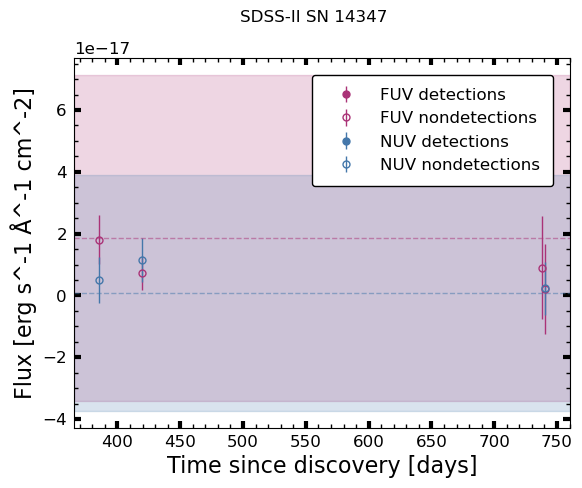 SDSS-II SN 14347
1e−17
FUV detections
FUV nondetections
NUV detections
NUV nondetections
6
4
2
0
−2
−4
Flux [erg s^-1 Å^-1 cm^-2]
400 450 500 550 600 650 700 750
Time since discovery [days]